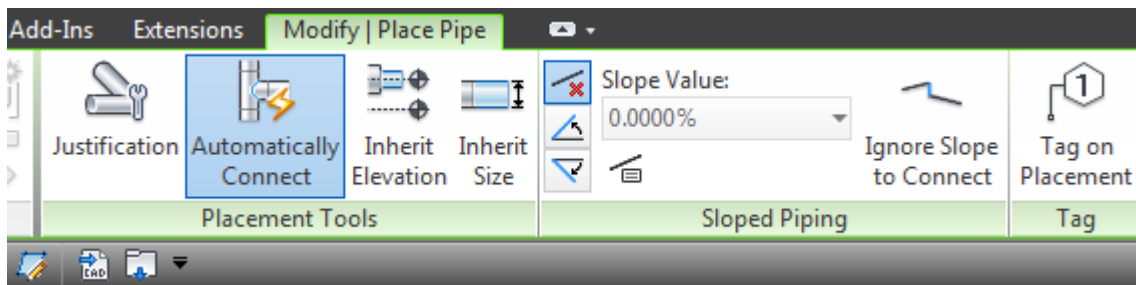 Add-Ins Extensions Modify | Place Pipe
Slope Value:
0.0000%
Justification Automatically Connect Inherit Elevation Inherit Size Ignore Slope to Connect 1 Tag on Placement
Placement Tools Sloped Piping Tag
CAD